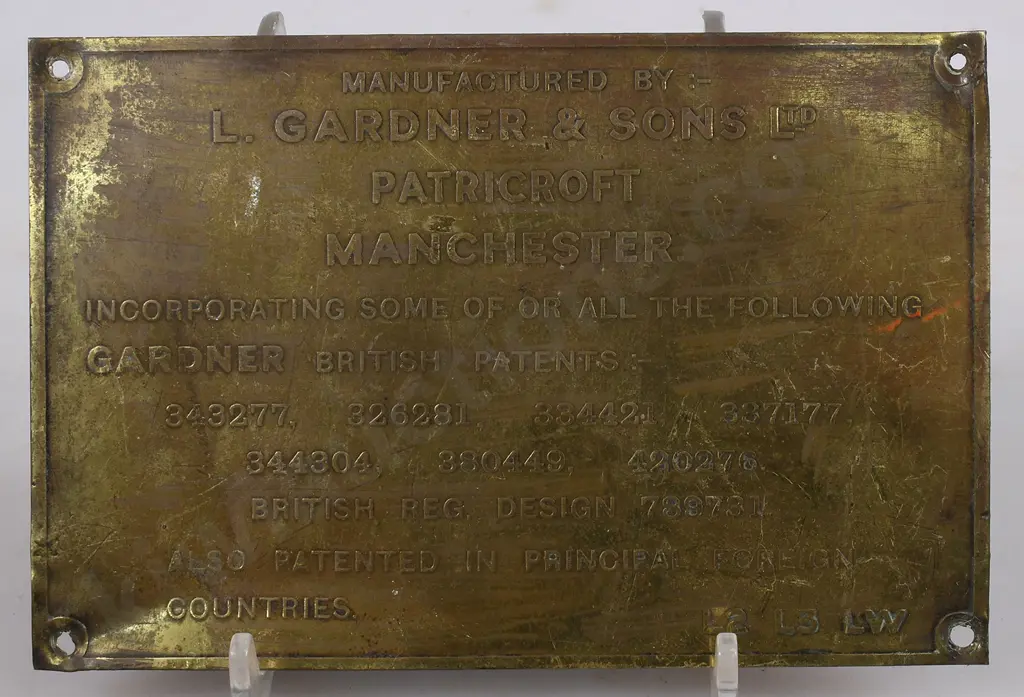 MANUFACTURED BY :-
L. GARDNER & SONS LTD
PATRICROFT
MANCHESTER.
INCORPORATING SOME OF OR ALL THE FOLLOWING
GARDNER BRITISH PATENTS :-
343277, 326281, 334421, 337177,
344304, 380449, 420276.
BRITISH REG. DESIGN 789731.
ALSO PATENTED IN PRINCIPAL FOREIGN
COUNTRIES.
L2 L3 LW